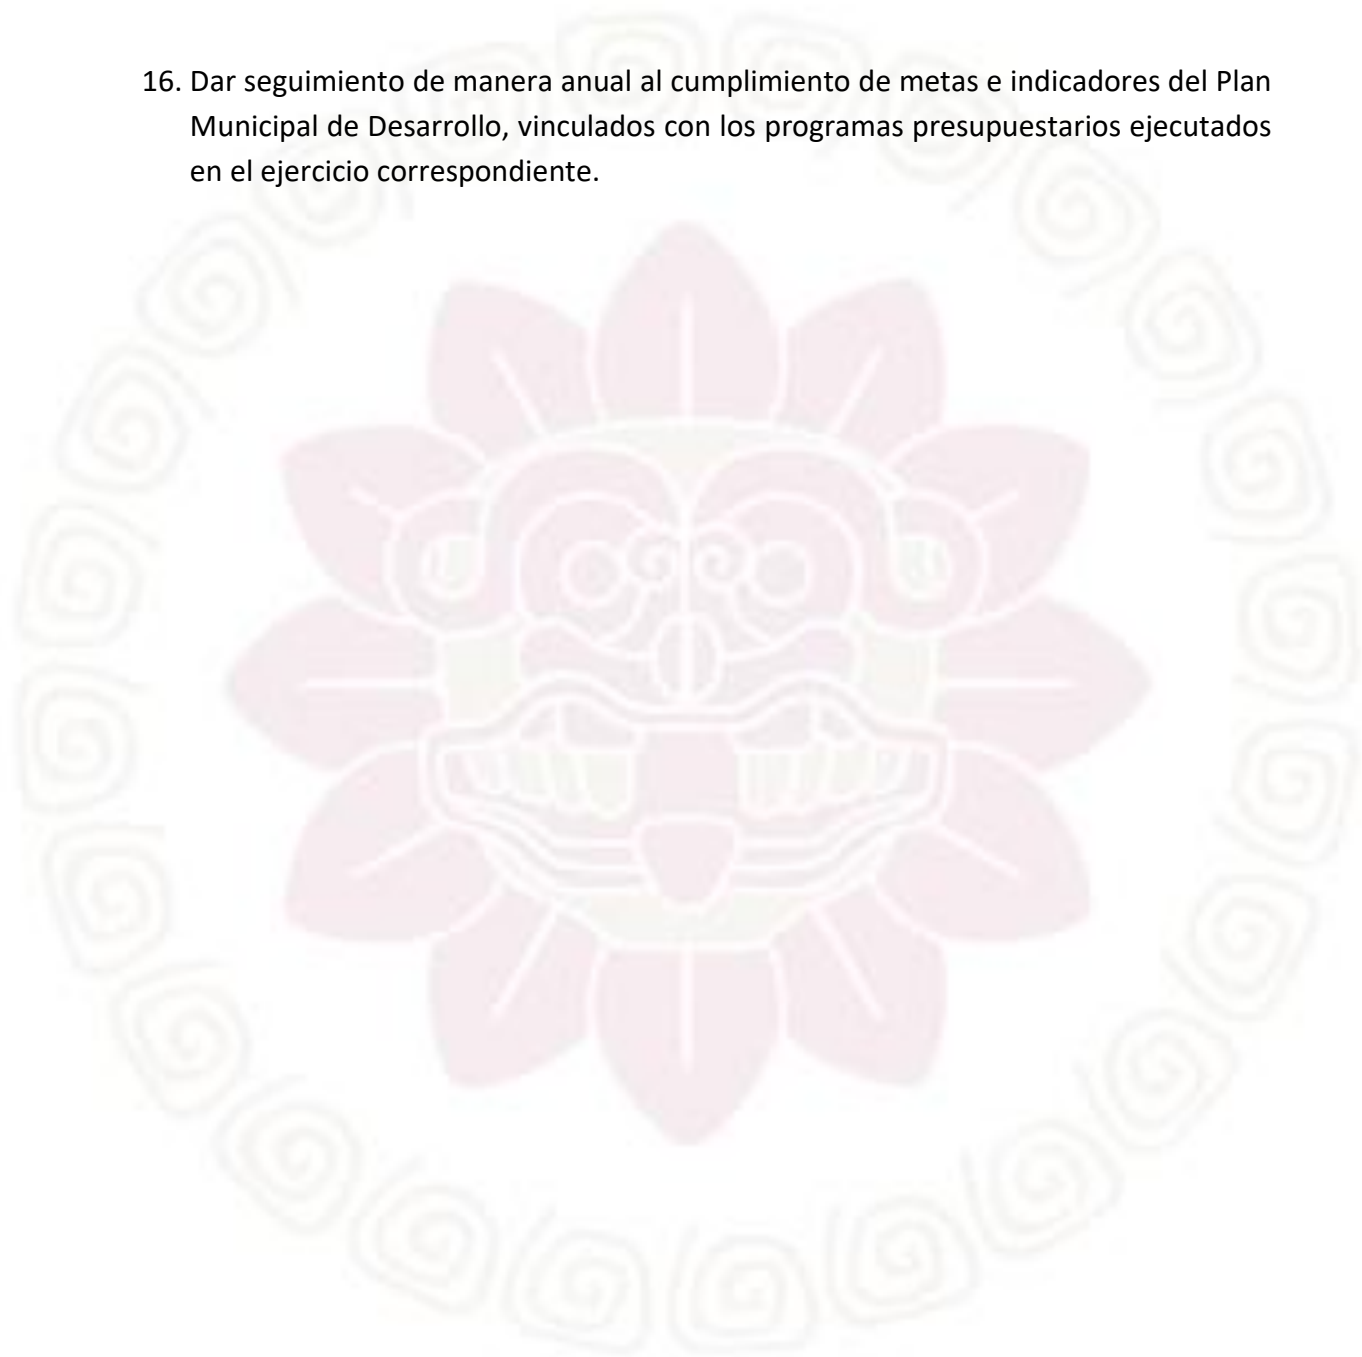 16. Dar seguimiento de manera anual al cumplimiento de metas e indicadores del Plan
Municipal de Desarrollo, vinculados con los programas presupuestarios ejecutados
en el ejercicio correspondiente.